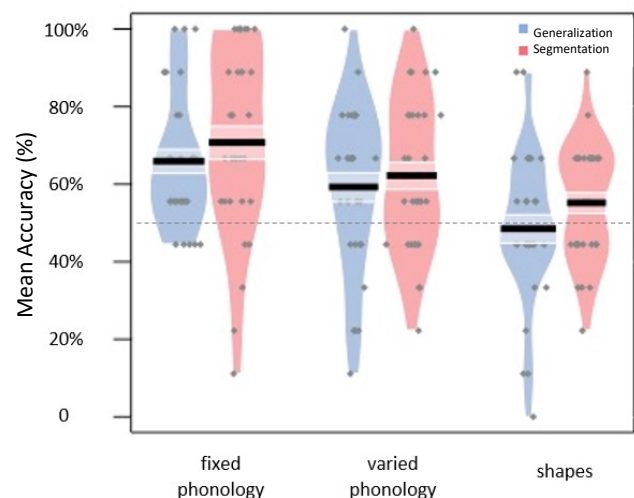 100%
80%
60%
40%
20%
0
Mean Accuracy (%)
Generalization
Segmentation
fixed
phonology
varied
phonology
shapes